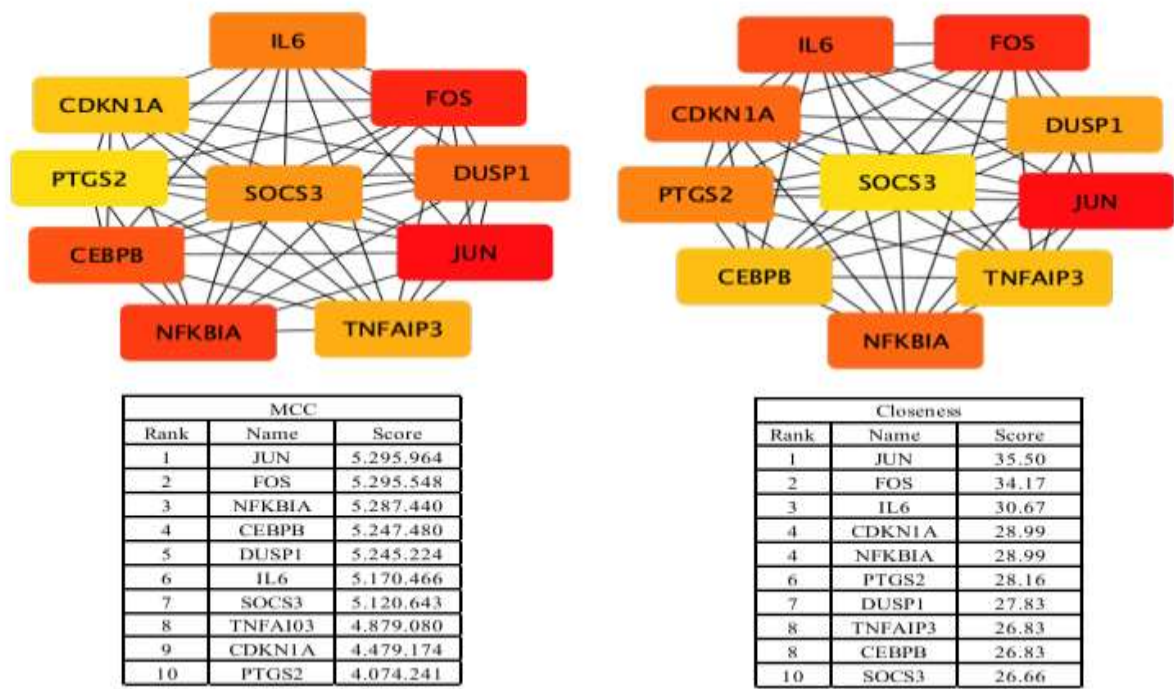 IL6
FOS
CDKN1A
DUSP1
PTGS2
SOCS3
CEBPB
JUN
NFKBIA
TNFAIP3
MCC
Rank Name Score
1 JUN 5.295.964
2 FOS 5.295.548
3 NFKBIA 5.287.440
4 CEBPB 5.247.480
5 DUSP1 5.245.224
6 IL6 5.170.466
7 SOCS3 5.120.643
8 TNFAI03 4.879.080
9 CDKN1A 4.479.174
10 PTGS2 4.074.241
IL6
FOS
CDKN1A
DUSP1
SOCS3
PTGS2
JUN
CEBPB
TNFAIP3
NFKBIA
Closeness
Rank Name Score
1 JUN 35.50
2 FOS 34.17
3 IL6 30.67
4 CDKN1A 28.99
4 NFKBIA 28.99
6 PTGS2 28.16
7 DUSP1 27.83
8 TNFAIP3 26.83
8 CEBPB 26.83
10 SOCS3 26.66